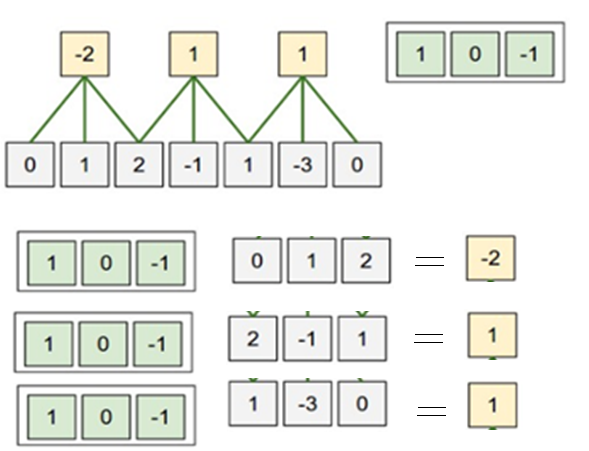 -2 1 1 1 0 -1
0 1 2 -1 1 -3 0
1 0 -1 0 1 2 = -2
1 0 -1 2 -1 1 = 1
1 0 -1 1 -3 0 = 1